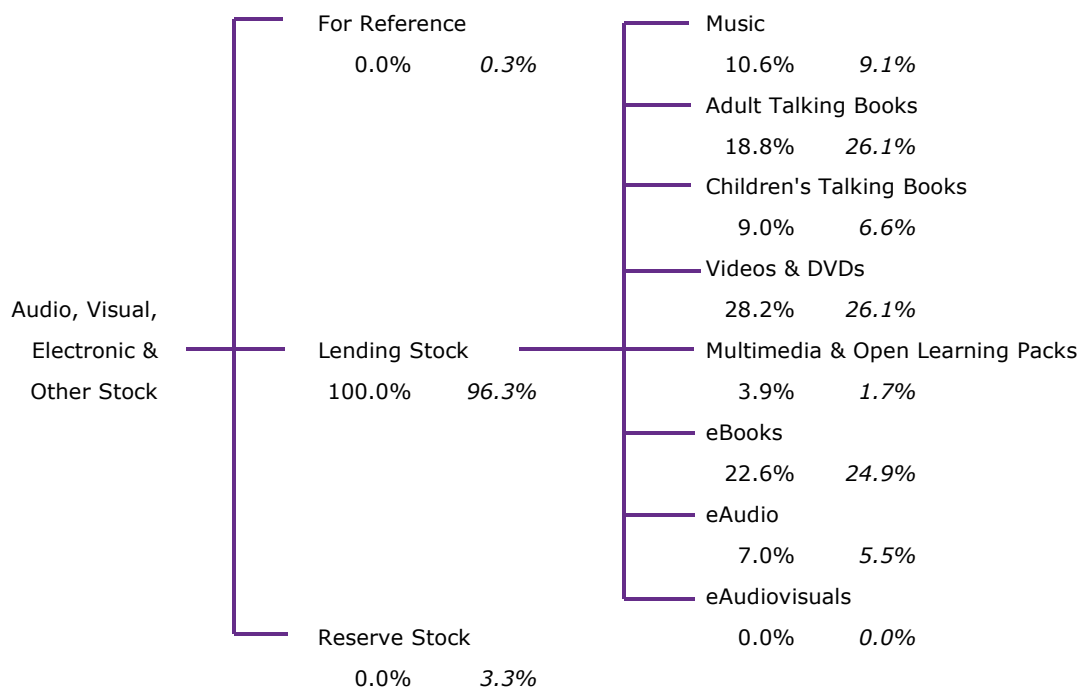 For Reference
0.0% 0.3%
Audio, Visual,
Electronic &
Other Stock
Lending Stock
100.0% 96.3%
Reserve Stock
0.0% 3.3%
Music
10.6% 9.1%
Adult Talking Books
18.8% 26.1%
Children's Talking Books
9.0% 6.6%
Videos & DVDs
28.2% 26.1%
Multimedia & Open Learning Packs
3.9% 1.7%
eBooks
22.6% 24.9%
eAudio
7.0% 5.5%
eAudiovisuals
0.0% 0.0%